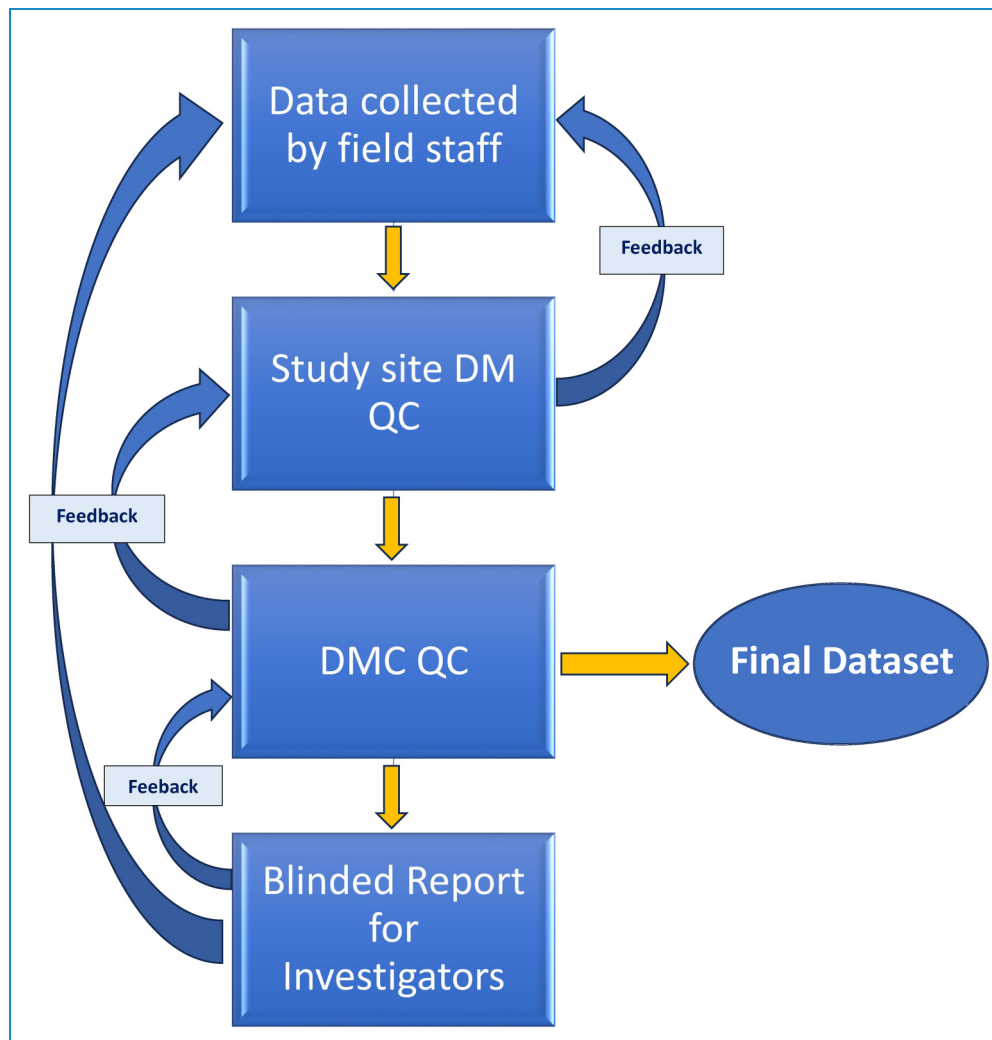 Data collected
by field staff
Feedback
Study site DM
QC
Feedback
DMC QC
Final Dataset
Feeback
Blinded Report
for
Investigators